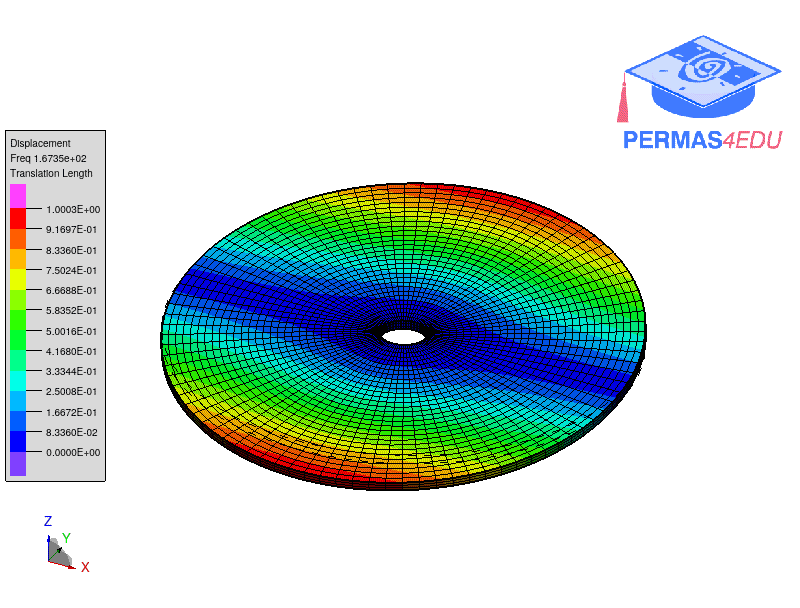 PERMAS4EDU
Displacement
Freq 1.6735e+02
Translation Length
1.0003E+00
9.1697E-01
8.3360E-01
7.5024E-01
6.6688E-01
5.8352E-01
5.0016E-01
4.1680E-01
3.3344E-01
2.5008E-01
1.6672E-01
8.3360E-02
0.0000E+00
Z
Y
X